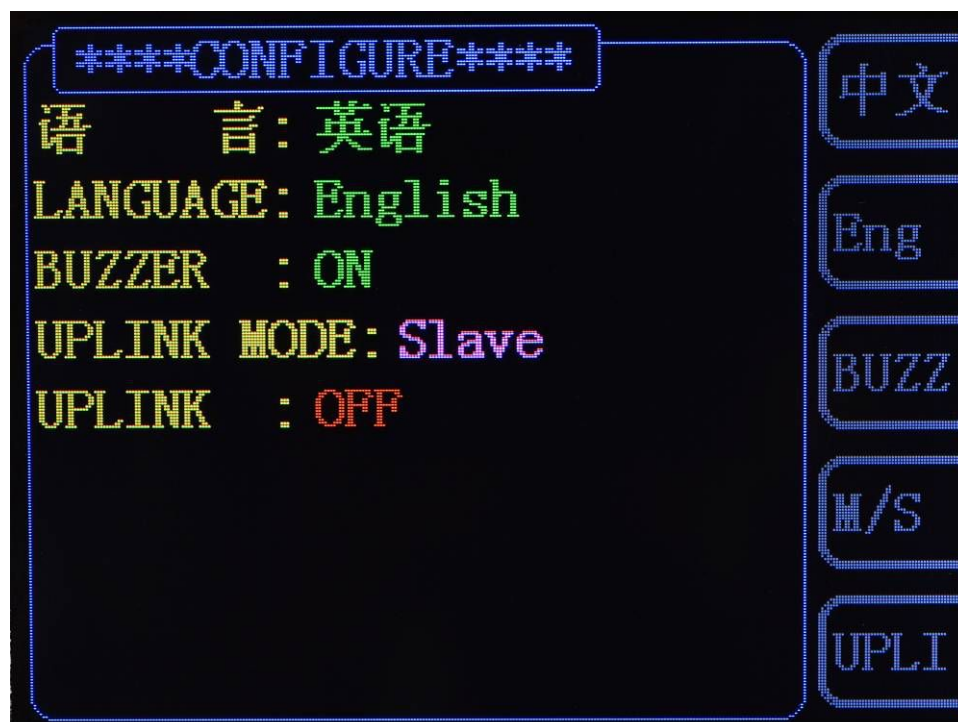 ****CONFIGURE****
语 言: 英语
LANGUAGE: English
BUZZER : ON
UPLINK MODE: Slave
UPLINK : OFF
中文
Eng
BUZZ
M/S
UPLI